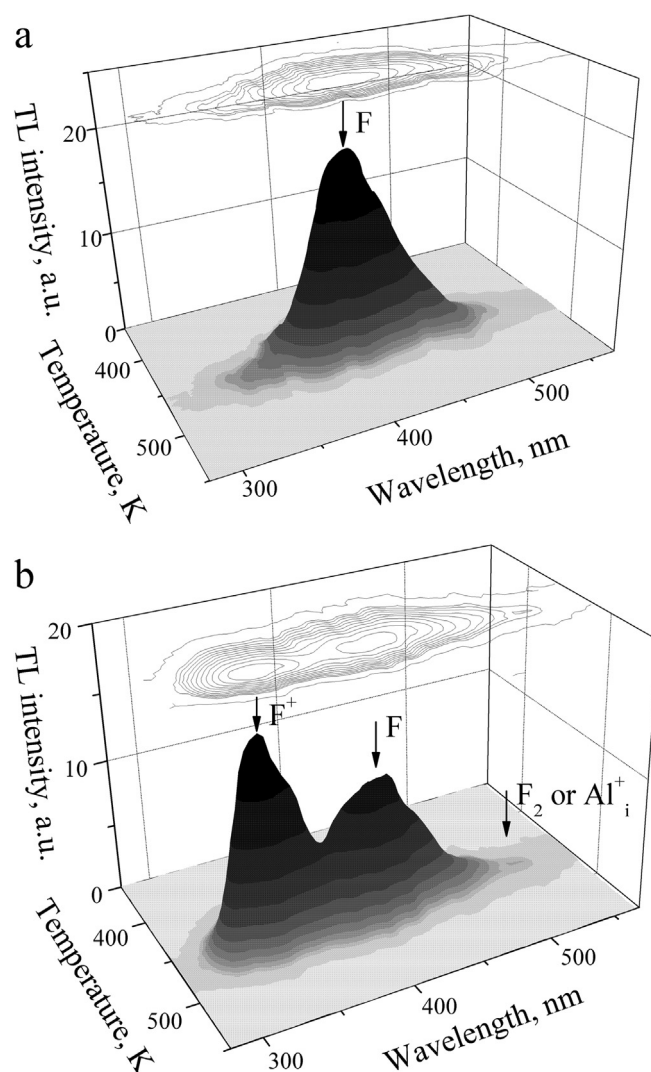 a
F
TL intensity, a.u.
20
10
0
400
500
Temperature, K
300
400
500
Wavelength, nm
b
F⁺
F
F₂ or Al⁺ᵢ
TL intensity, a.u.
20
10
0
400
500
Temperature, K
300
400
500
Wavelength, nm